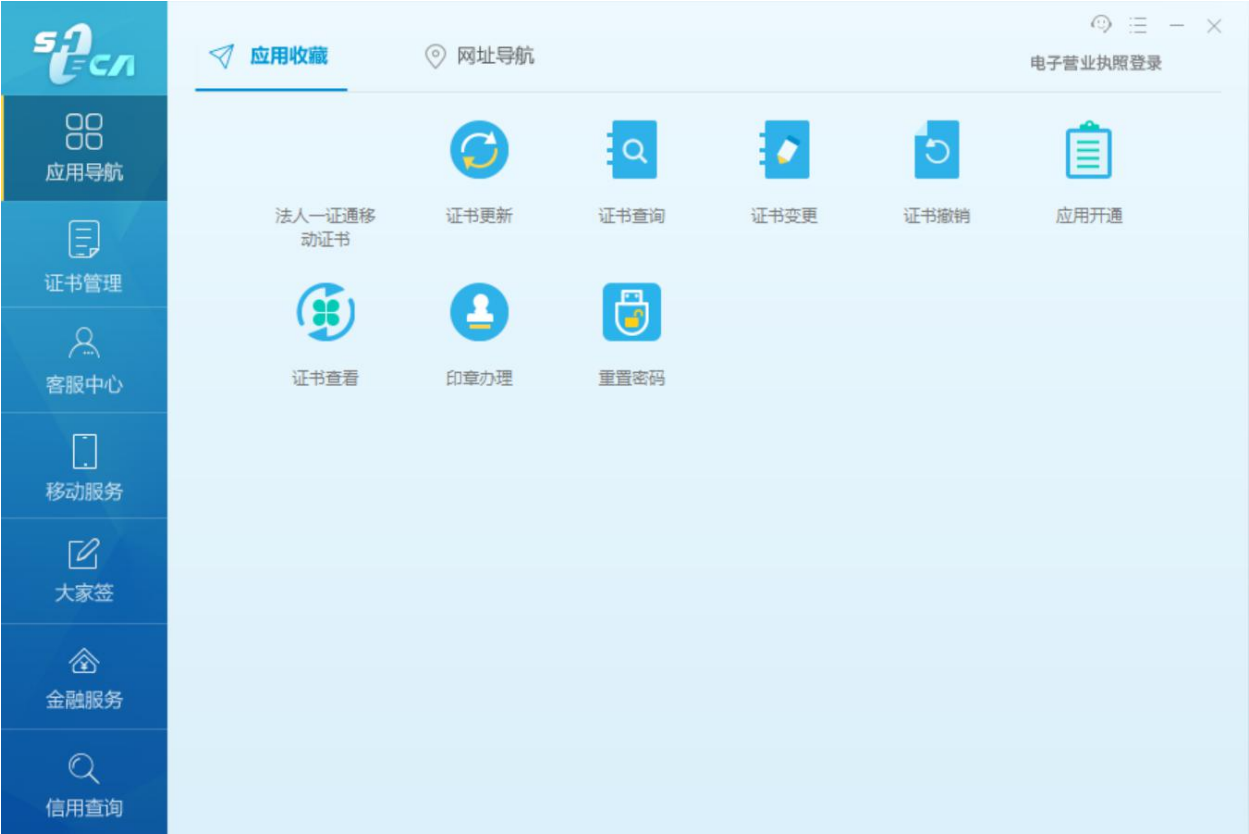 SHECA
应用收藏
网址导航
电子营业执照登录
应用导航
证书管理
客服中心
移动服务
大家签
金融服务
信用查询
法人一证通移
动证书
证书更新
证书查询
证书变更
证书撤销
应用开通
证书查看
印章办理
重置密码